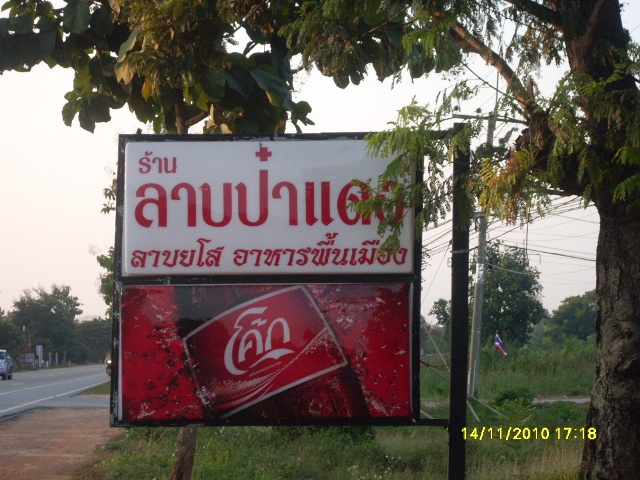 ร้าน
ลาบป๋าแดง
ลาบยโส อาหารพื้นเมือง
โค๊ก
14/11/2010 17:18